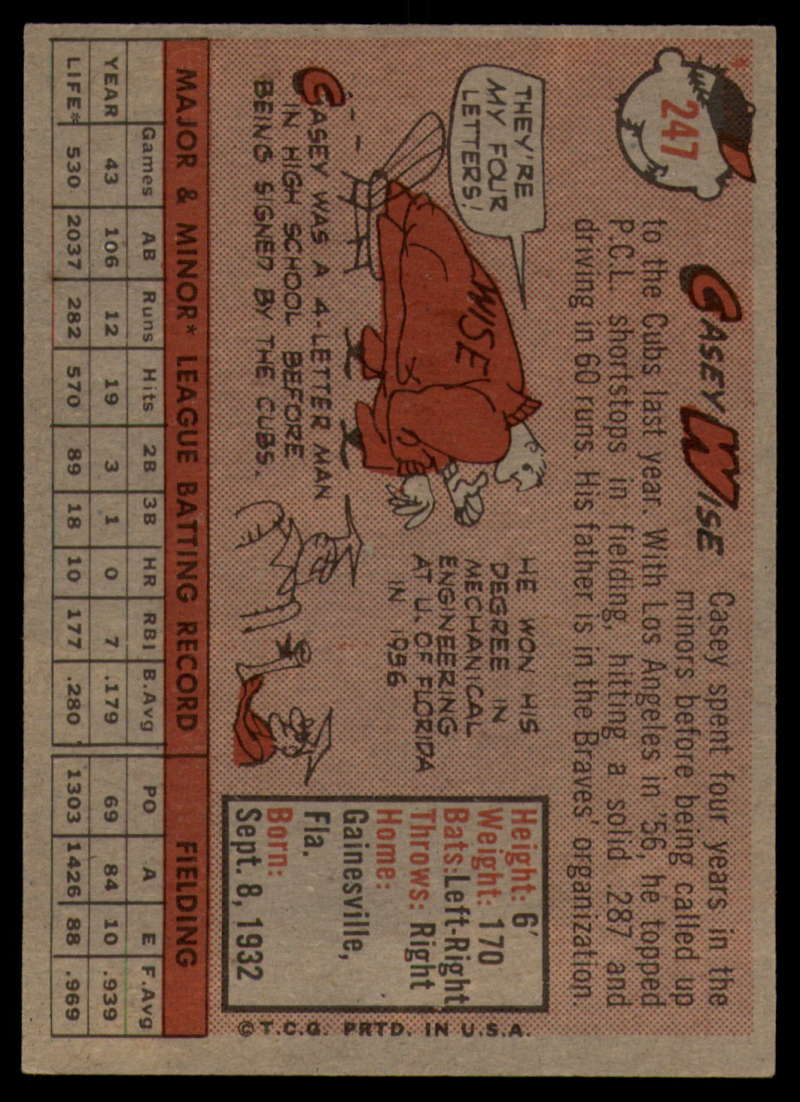 247
CASEY WISE
Casey spent four years in the
minors before being called up
to the Cubs last year. With Los Angeles in '56, he topped
P.C.L. shortstops in fielding, hitting a solid .287 and
driving in 60 runs. His father is in the Braves' organization.
THEY'RE
MY FOUR
LETTERS!
WISE
CASEY WAS A 4-LETTER MAN
IN HIGH SCHOOL BEFORE
BEING SIGNED BY THE CUBS.
HE WON HIS
DEGREE IN
MECHANICAL
ENGINEERING
AT U. OF FLORIDA
IN 1956
Height: 6'
Weight: 170
Bats: Left-Right
Throws: Right
Home:
Gainesville,
Fla.
Born:
Sept. 8, 1932
© T.C.G. PRTD. IN U.S.A.
MAJOR & MINOR* LEAGUE BATTING RECORD FIELDING
Games AB Runs Hits 2B 3B HR RBI B.Avg PO A E F.Avg
YEAR 43 106 12 19 3 1 0 7 .179 69 84 10 .939
LIFE* 530 2037 282 570 89 18 10 177 .280 1303 1426 88 .969